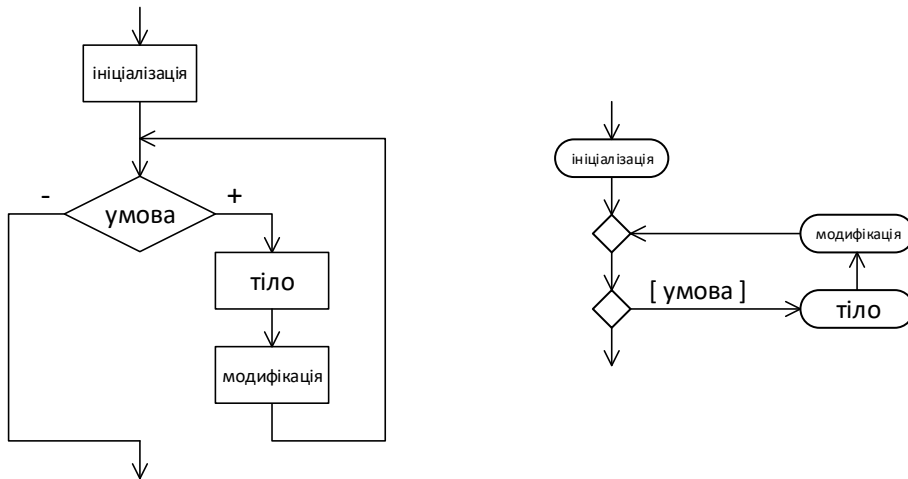 ініціалізація
-
+
умова
тіло
модифікація
ініціалізація
модифікація
[ умова ]
тіло